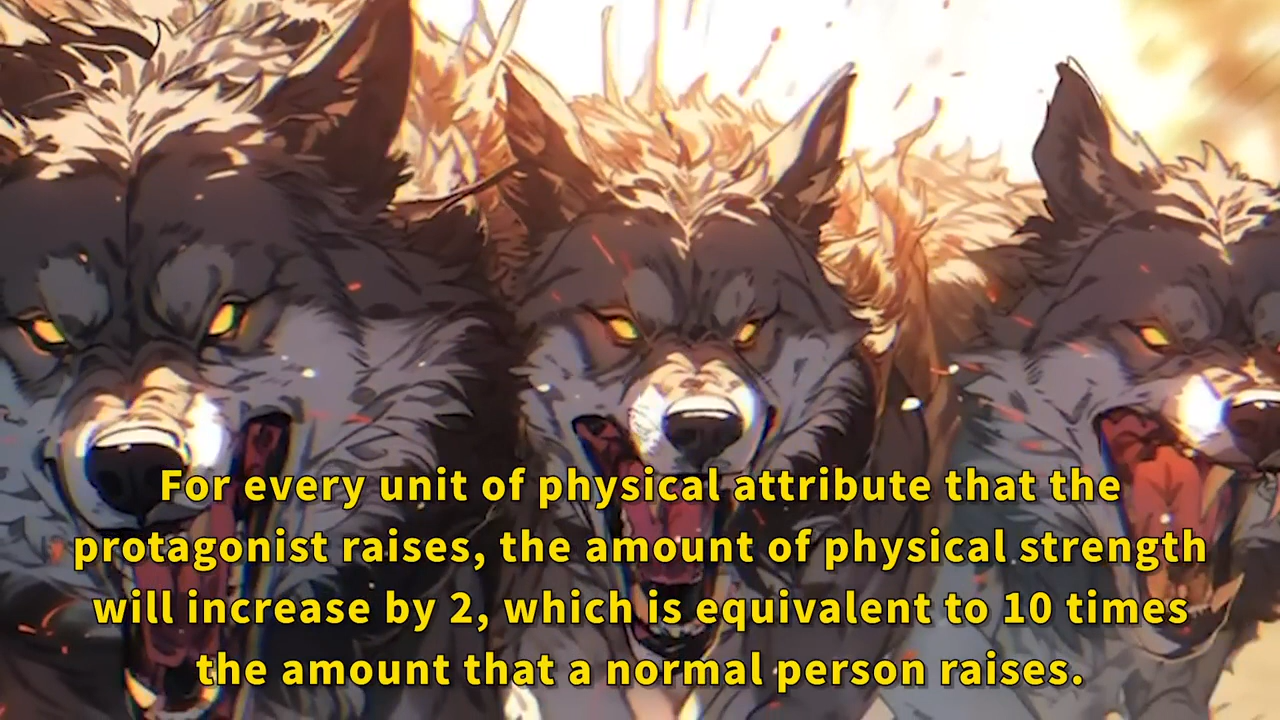 For every unit of physical attribute that the
protagonist raises, the amount of physical strength
will increase by 2, which is equivalent to 10 times
the amount that a normal person raises.